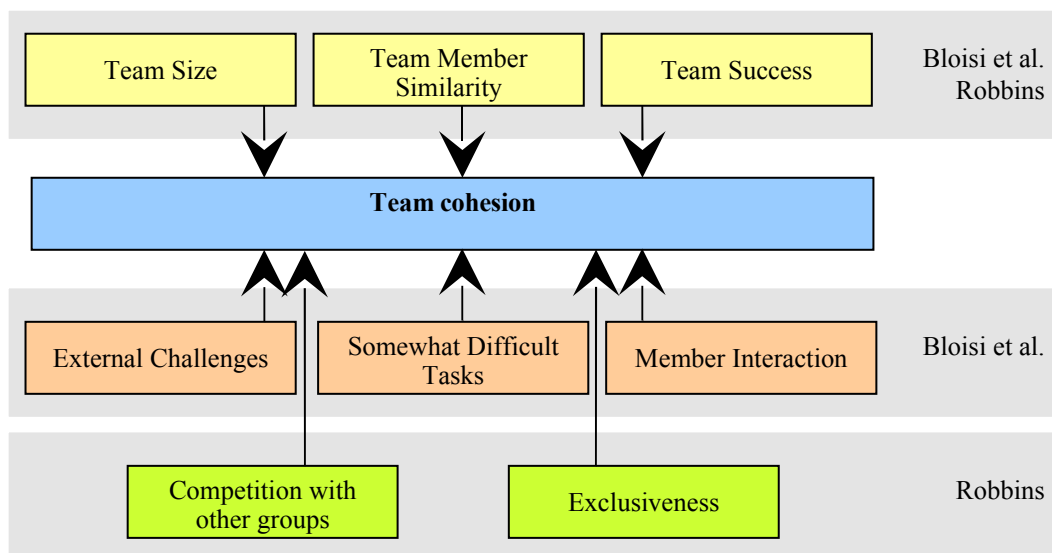 Team Size
Team Member
Similarity
Team Success
Bloisi et al.
Robbins
Team cohesion
External Challenges
Somewhat Difficult
Tasks
Member Interaction
Bloisi et al.
Competition with
other groups
Exclusiveness
Robbins